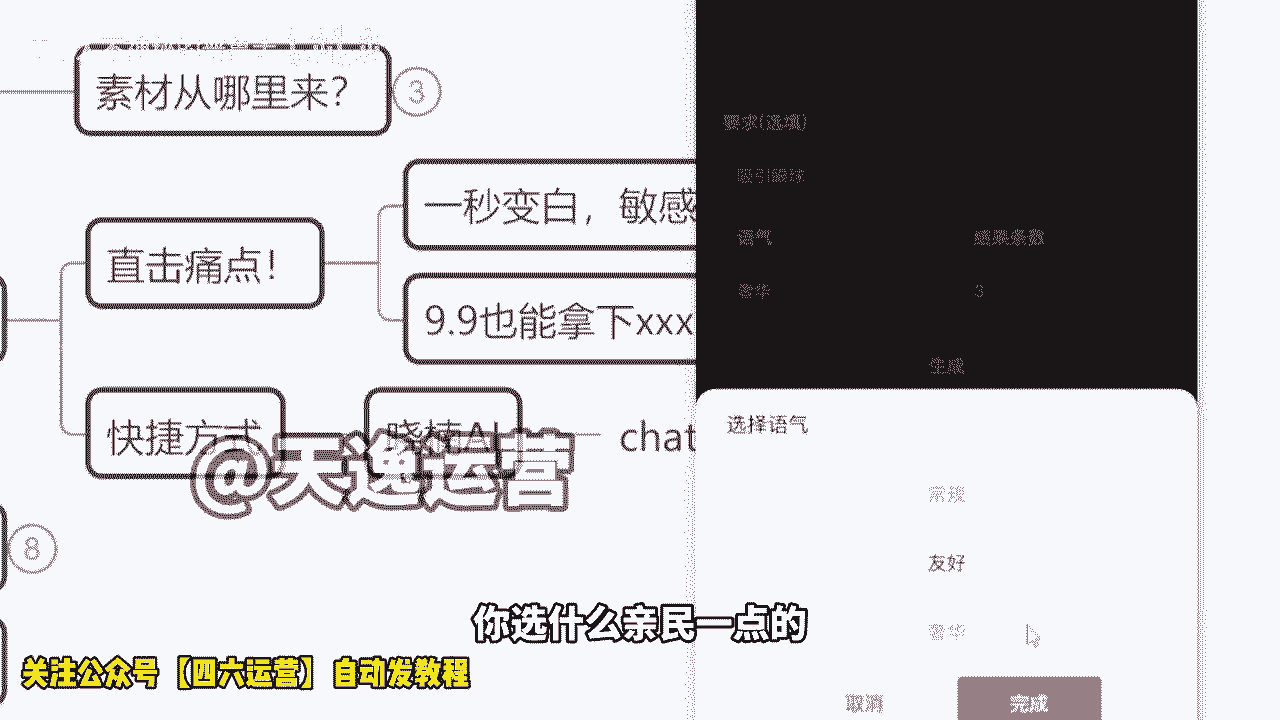 素材从哪里来？
3
一秒变白，敏感
直击痛点！
9.9也能拿下xxx
快捷方式
晓楠AI
chat
8
要求(选填)
吸引眼球
语气
结果条数
奢华
3
生成
选择语气
常规
友好
奢华
取消
完成
@天逸运营
你选什么亲民一点的
关注公众号【四六运营】自动发教程